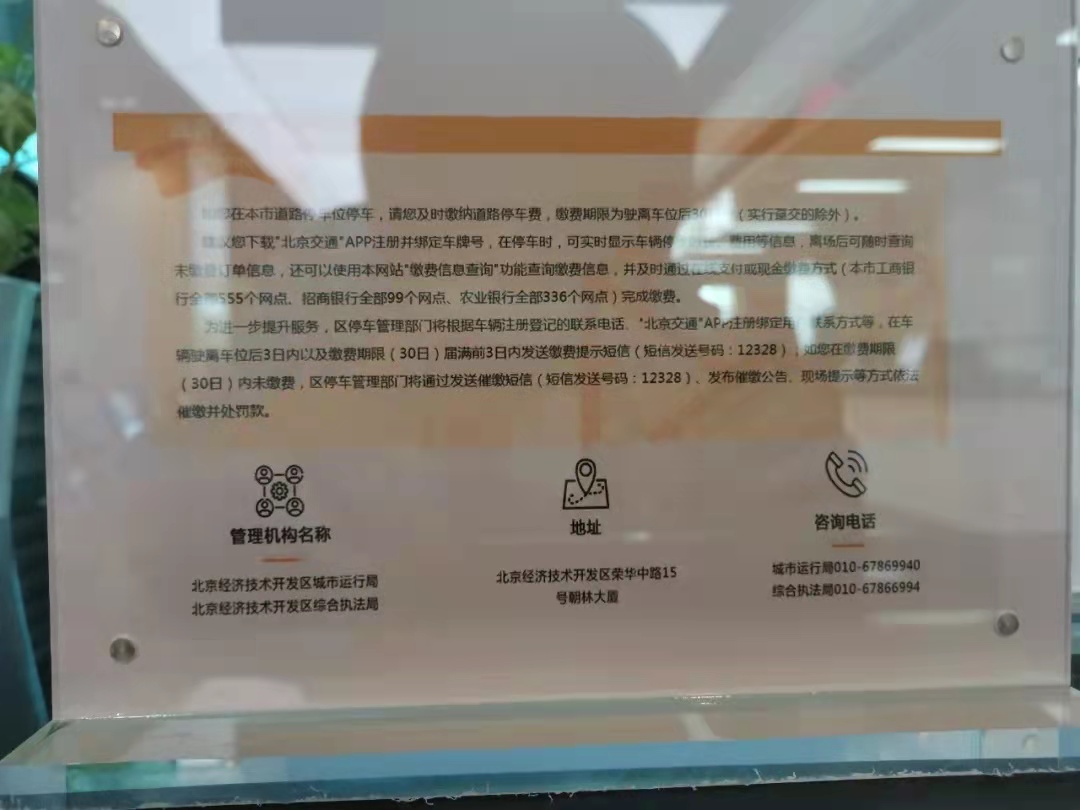 在本市道路停车位停车，请您及时缴纳道路停车费，缴费期限为驶离车位后30（实行趸交的除外）。
建议您下载"北京交通"APP注册并绑定车牌号，在停车时，可实时显示车辆停 费用等信息，离场后可随时查询
未缴费订单信息，还可以使用本网站"缴费信息查询"功能查询缴费信息，并及时通过在线支付或现金缴费方式（本市工商银
行全部555个网点、招商银行全部99个网点、农业银行全部336个网点）完成缴费。
为进一步提升服务，区停车管理部门将根据车辆注册登记的联系电话、"北京交通"APP注册绑定用 联系方式等，在车
辆驶离车位后3日内以及缴费期限（30日）届满前3日内发送缴费提示短信（短信发送号码：12328），如您在缴费期限
（30日）内未缴费，区停车管理部门将通过发送催缴短信（短信发送号码：12328）、发布催缴公告、现场提示等方式依法
催缴并处罚款。
管理机构名称
北京经济技术开发区城市运行局
北京经济技术开发区综合执法局
地址
北京经济技术开发区荣华中路15
号朝林大厦
咨询电话
城市运行局010-67869940
综合执法局010-67866994